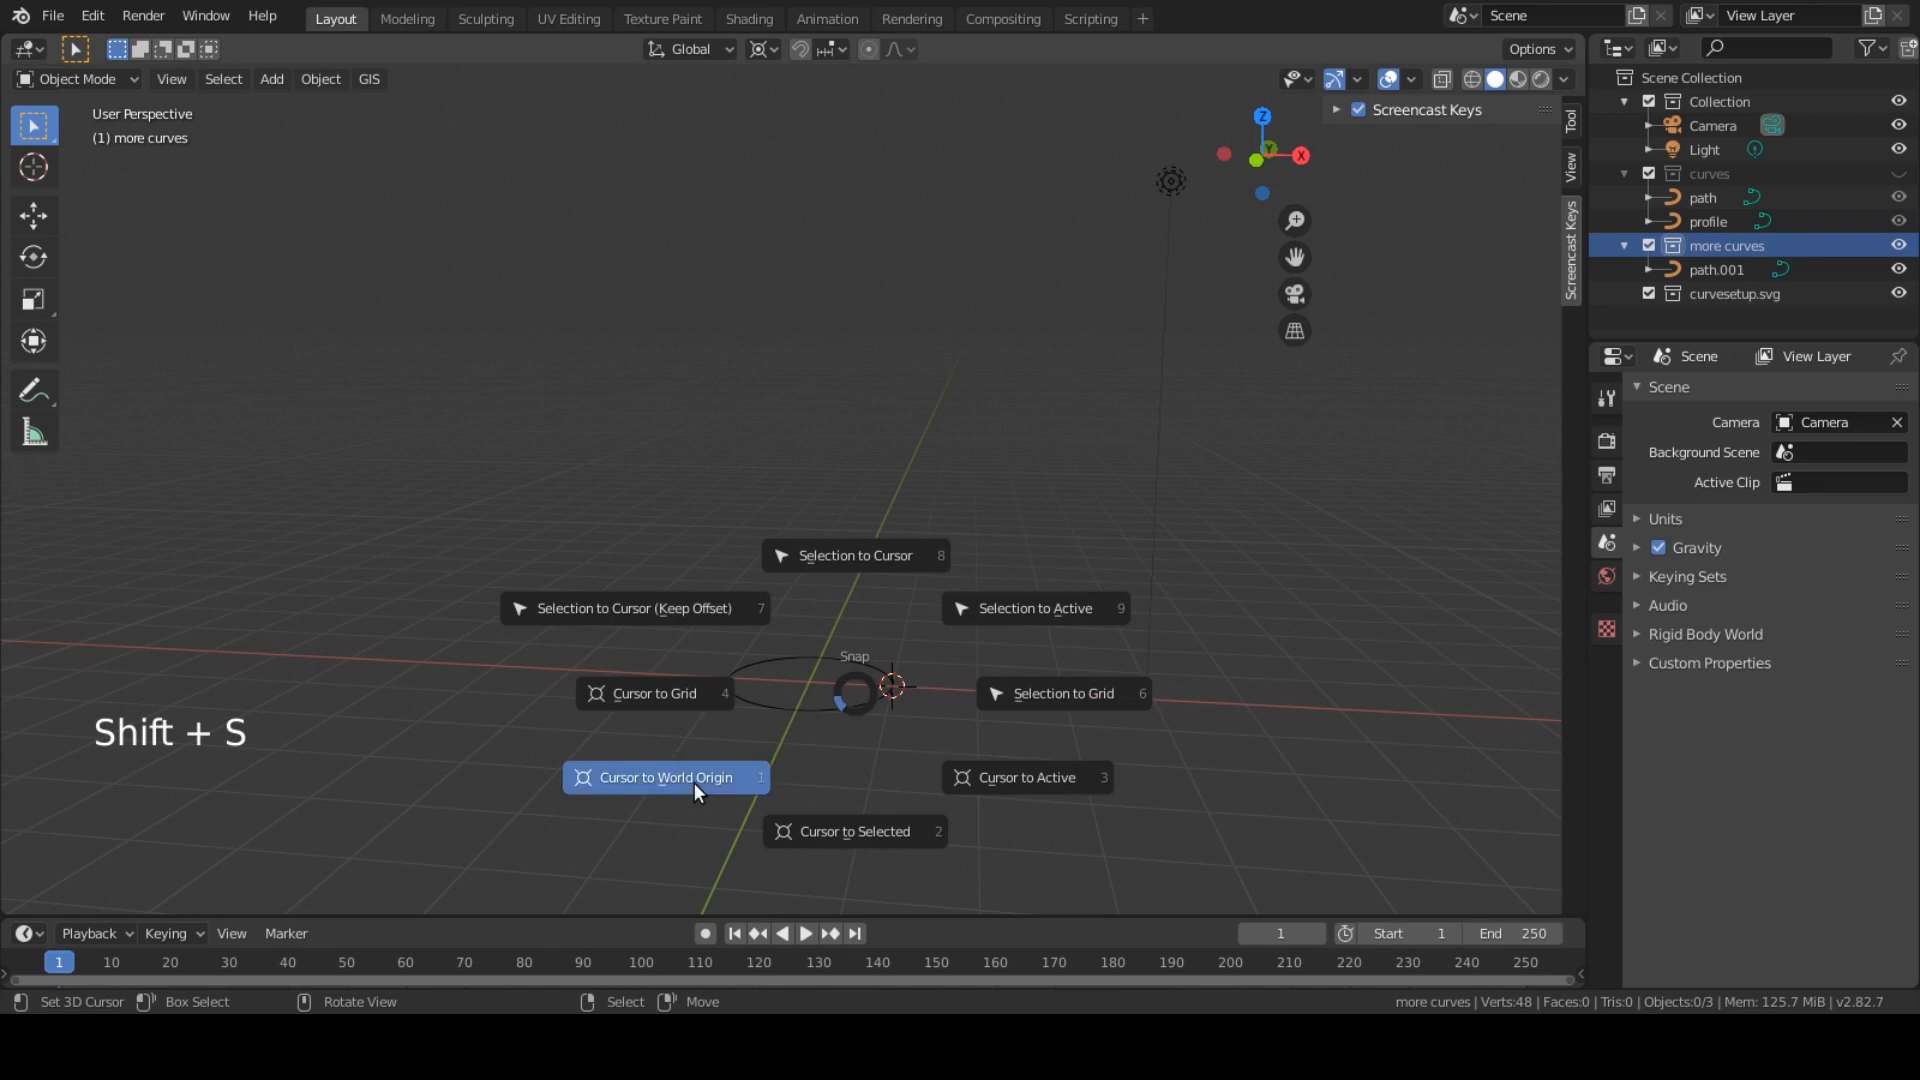 File Edit Render Window Help
Layout Modeling Sculpting UV Editing Texture Paint Shading Animation Rendering Compositing Scripting +
Scene
View Layer
Global
Options
Object Mode View Select Add Object GIS
User Perspective
(1) more curves
Z
Y
X
Screencast Keys
Tool
View
Screencast Keys
Scene Collection
Collection
Camera
Light
curves
path
profile
more curves
path.001
curvesetup.svg
Scene View Layer
Scene
Camera Camera
Background Scene
Active Clip
Units
Gravity
Keying Sets
Audio
Rigid Body World
Custom Properties
Selection to Cursor 8
Selection to Cursor (Keep Offset) 7
Selection to Active 9
Snap
Cursor to Grid 4
Selection to Grid 6
Shift + S
Cursor to World Origin 1
Cursor to Active 3
Cursor to Selected 2
Playback Keying View Marker
1
Start 1
End 250
1 10 20 30 40 50 60 70 80 90 100 110 120 130 140 150 160 170 180 190 200 210 220 230 240 250
Set 3D Cursor Box Select Rotate View Select Move
more curves | Verts:48 | Faces:0 | Tris:0 | Objects:0/3 | Mem: 125.7 MiB | v2.82.7